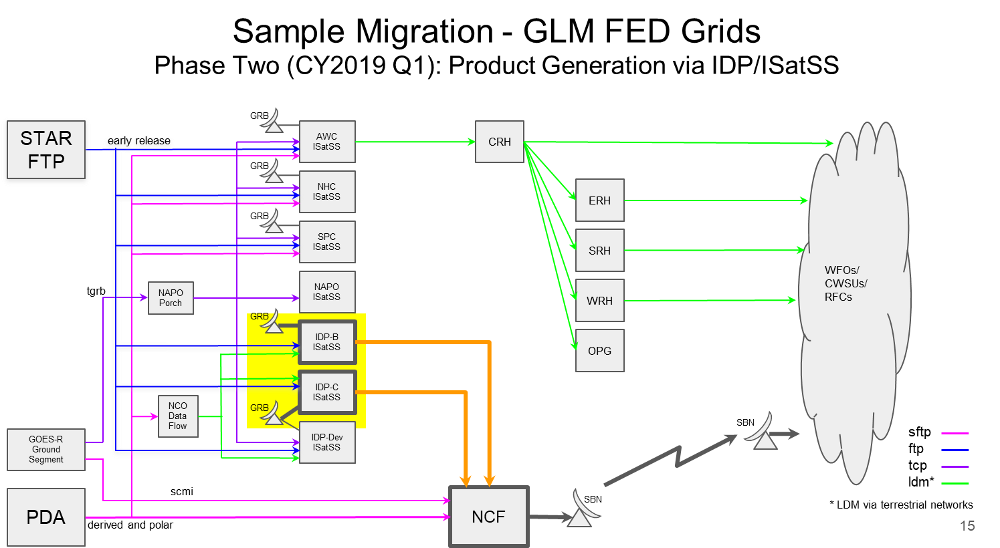 Sample Migration - GLM FED Grids
Phase Two (CY2019 Q1): Product Generation via IDP/ISatSS
STAR
FTP
early release
GRB
AWC
ISatSS
CRH
GRB
NHC
ISatSS
ERH
GRB
SPC
ISatSS
SRH
tgrb
NAPO
Porch
NAPO
ISatSS
WRH
WFOs/
CWSUs/
RFCs
GRB
IDP-B
ISatSS
OPG
IDP-C
ISatSS
GRB
NCO
Data
Flow
IDP-Dev
ISatSS
GOES-R
Ground
Segment
SBN
sftp
ftp
tcp
ldm*
scmi
PDA
derived and polar
NCF
SBN
* LDM via terrestrial networks
15